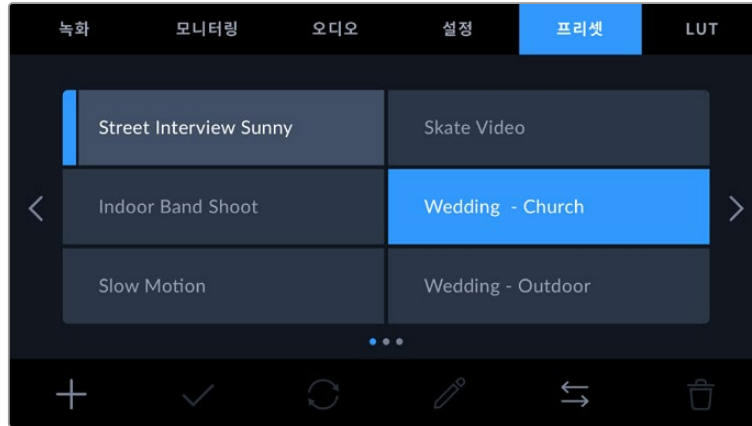 녹화 모니터링 오디오 설정 프리셋 LUT
Street Interview Sunny Skate Video
Indoor Band Shoot Wedding - Church
Slow Motion Wedding - Outdoor